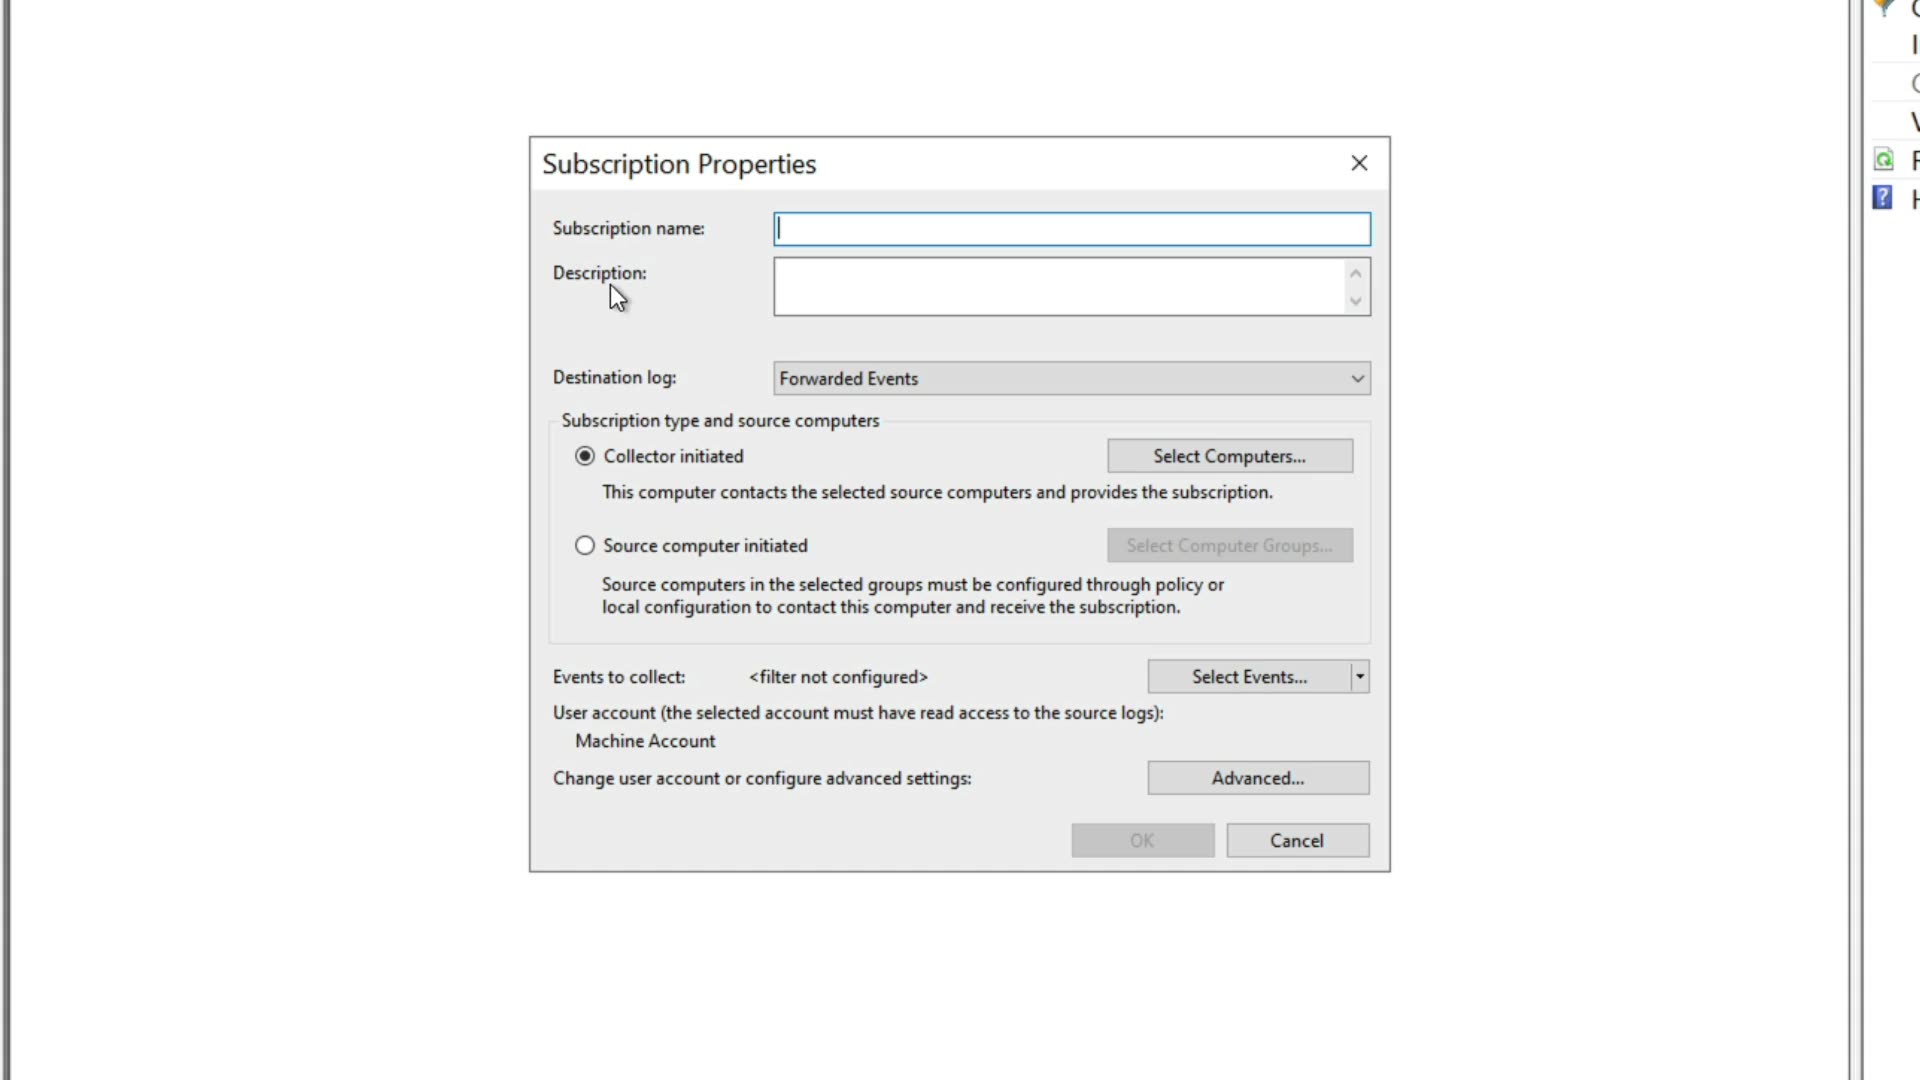 Subscription Properties
Subscription name:
Description:
Destination log: Forwarded Events
Subscription type and source computers
Collector initiated Select Computers...
This computer contacts the selected source computers and provides the subscription.
Source computer initiated Select Computer Groups...
Source computers in the selected groups must be configured through policy or
local configuration to contact this computer and receive the subscription.
Events to collect: <filter not configured> Select Events...
User account (the selected account must have read access to the source logs):
Machine Account
Change user account or configure advanced settings: Advanced...
OK Cancel